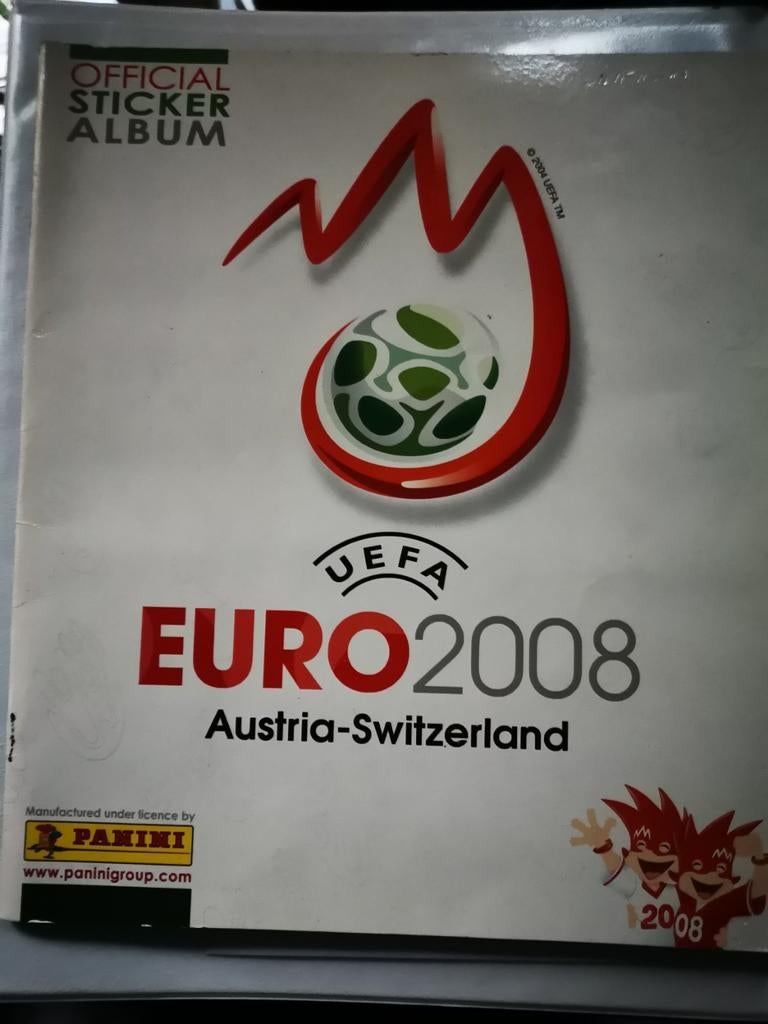 OFFICIAL
STICKER
ALBUM
© 2004 UEFA TM
UEFA
EURO2008
Austria-Switzerland
Manufactured under licence by
PANINI
www.paninigroup.com
2008